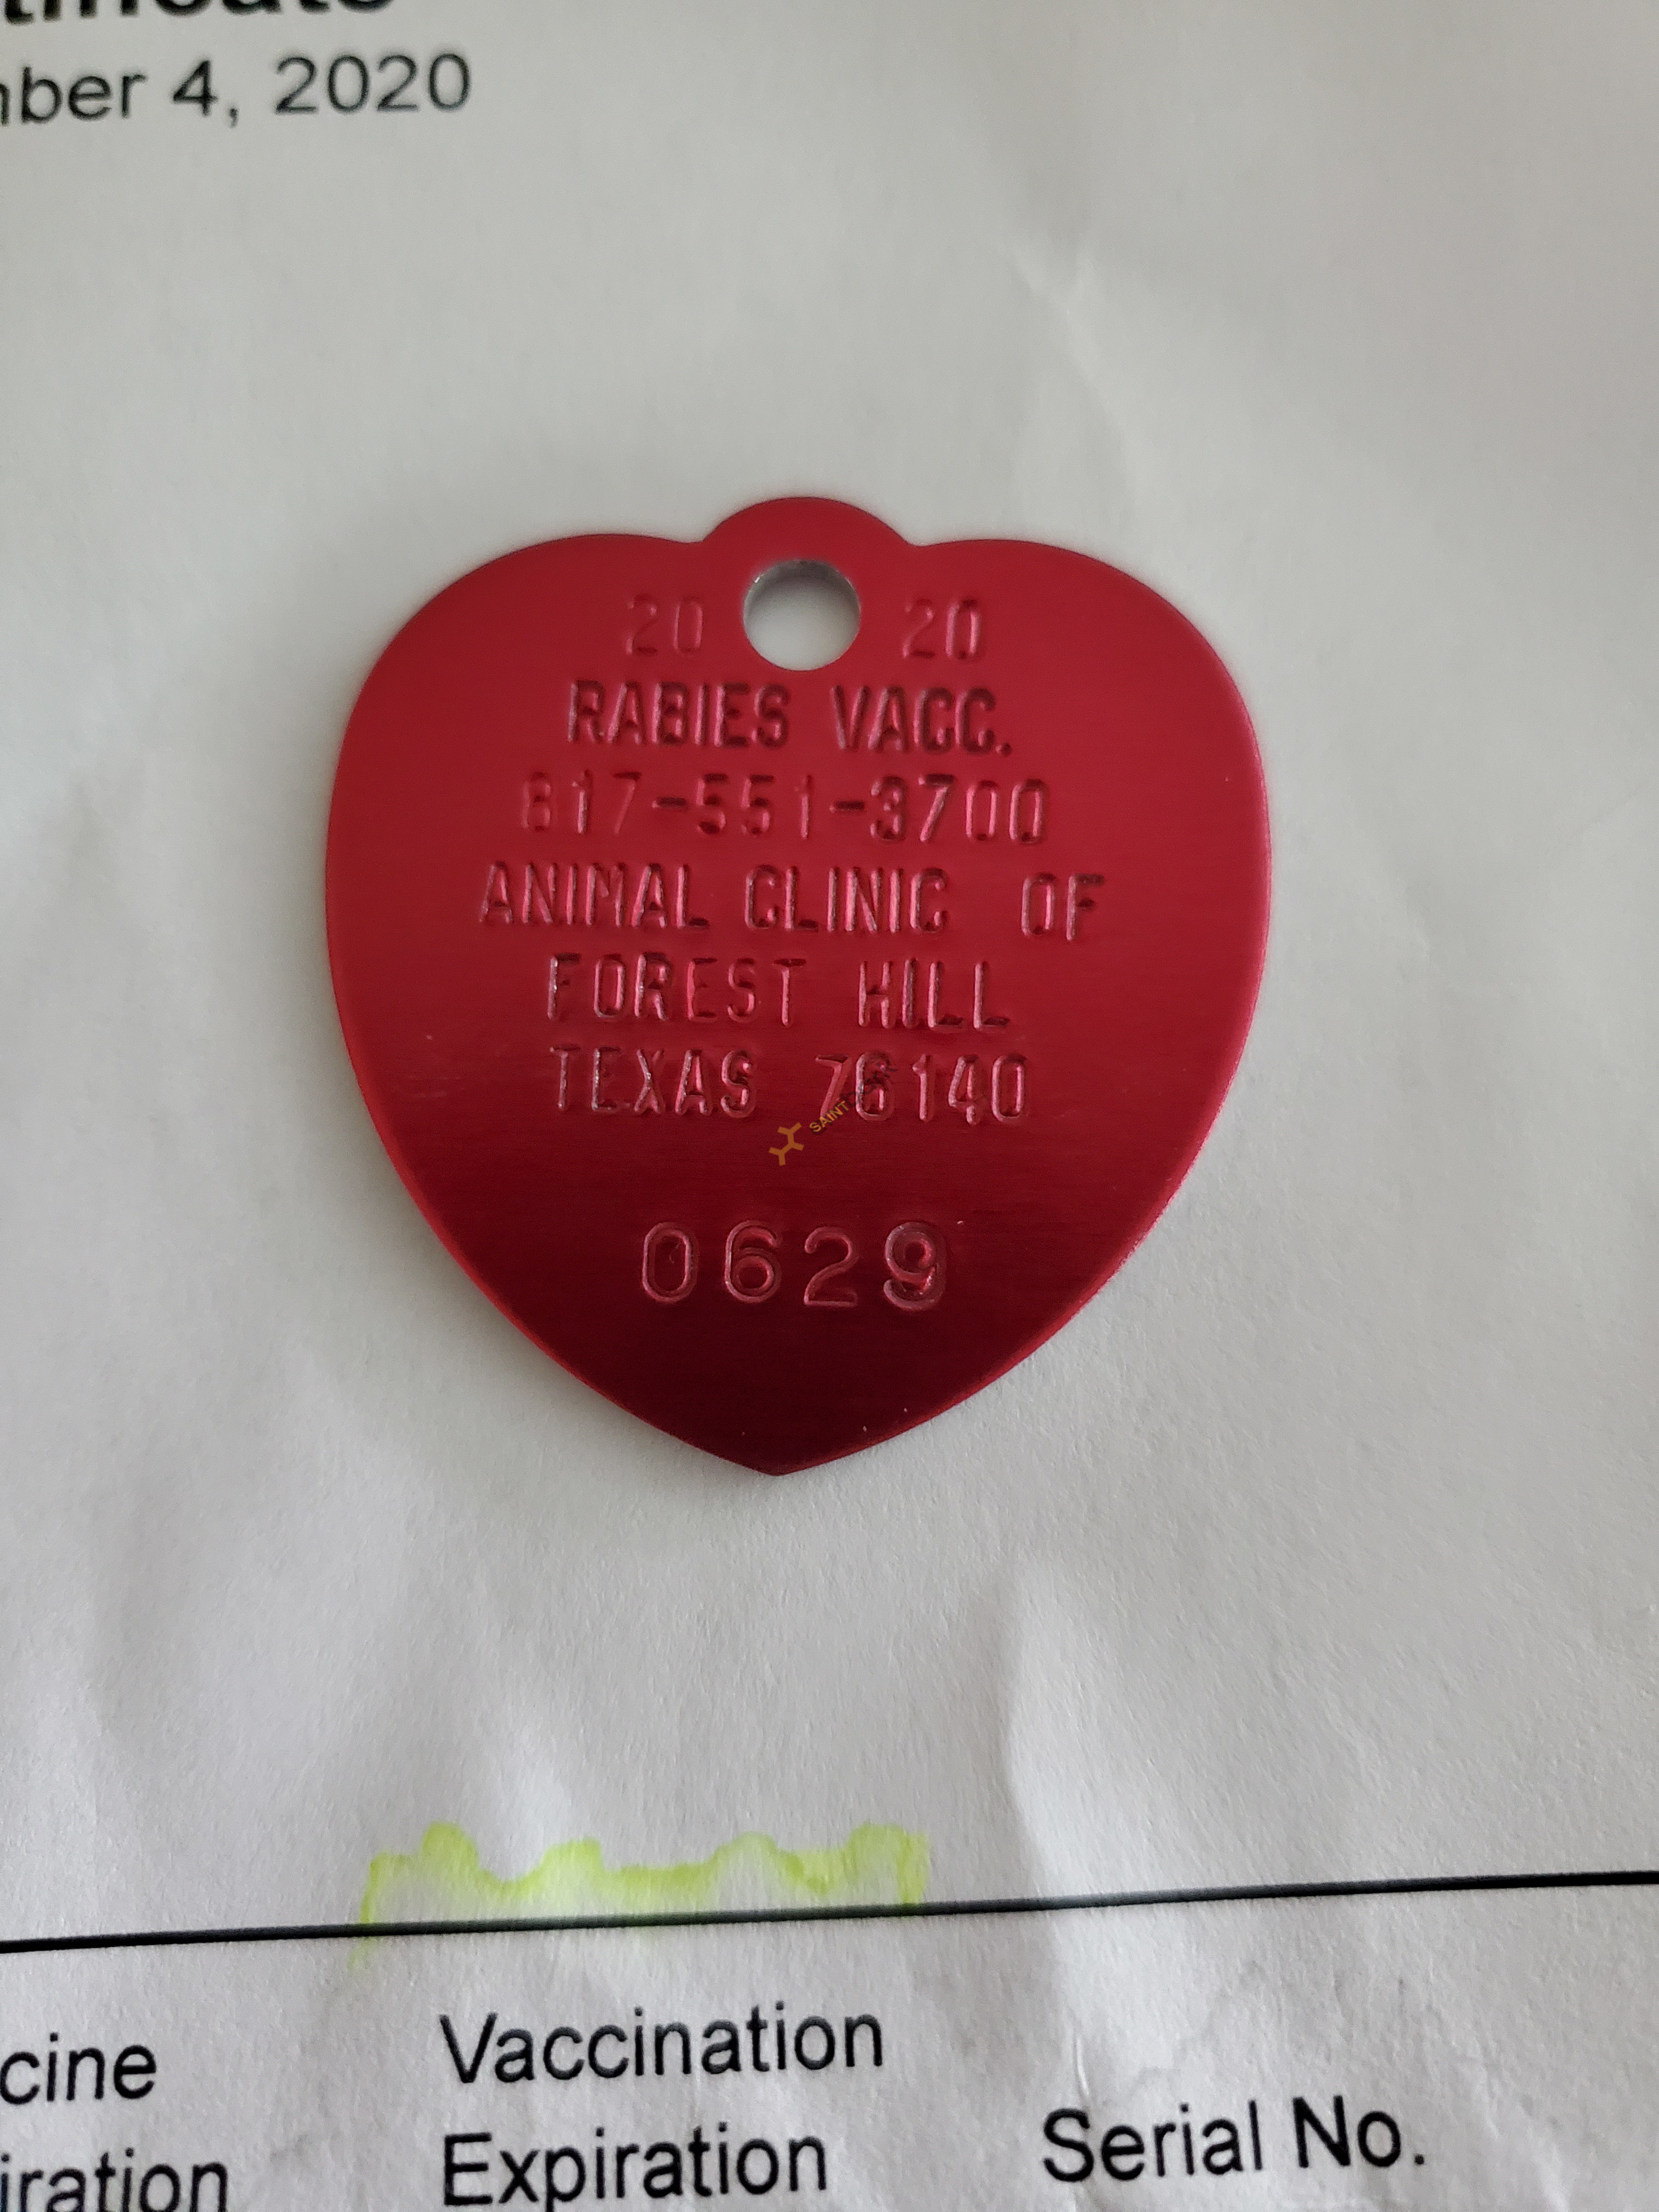 mber 4, 2020
20 20
RABIES VACC.
817-551-3700
ANIMAL CLINIC OF
FOREST HILL
TEXAS 76140
0629
cine
Vaccination
iration
Expiration
Serial No.